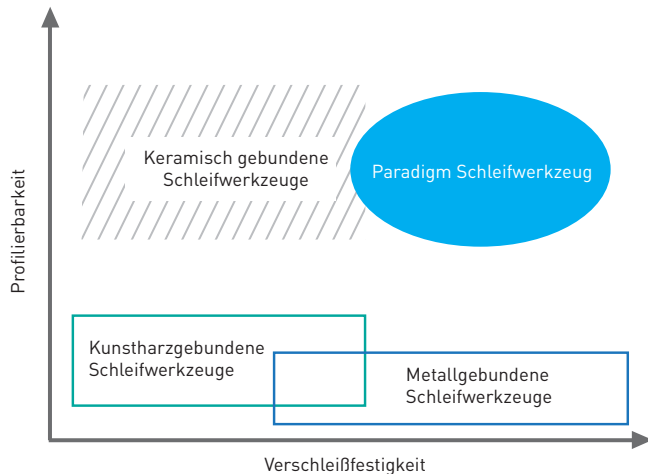 Profilierbarkeit
Keramisch gebundene
Schleifwerkzeuge
Paradigm Schleifwerkzeug
Kunstharzgebundene
Schleifwerkzeuge
Metallgebundene
Schleifwerkzeuge
Verschleißfestigkeit